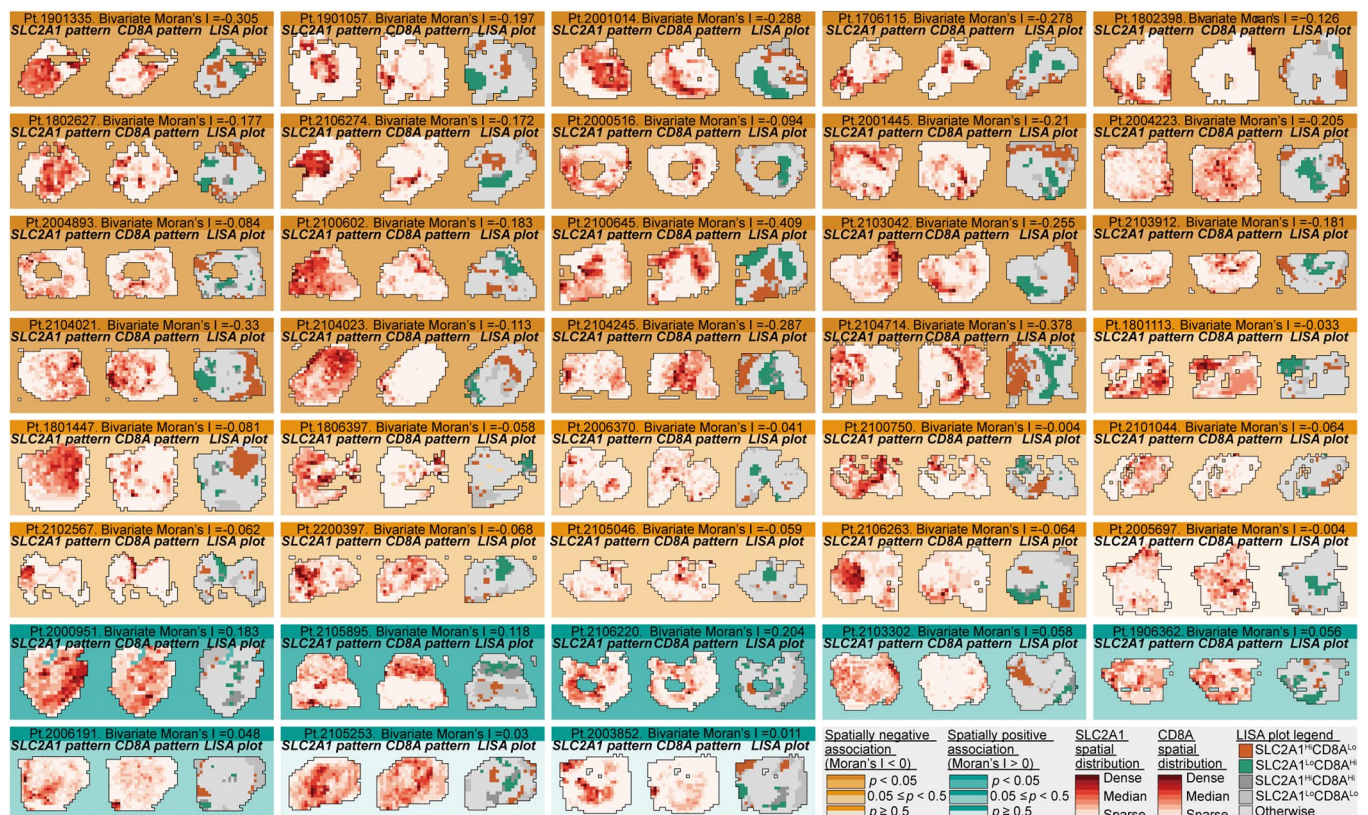 Pt.1901335. Bivariate Moran's I =-0.305
SLC2A1 pattern CD8A pattern LISA plot
Pt.1901057. Bivariate Moran's I =-0.197
SLC2A1 pattern CD8A pattern LISA plot
Pt.2001014. Bivariate Moran's I =-0.288
SLC2A1 pattern CD8A pattern LISA plot
Pt.1706115. Bivariate Moran's I =-0.278
SLC2A1 pattern CD8A pattern LISA plot
Pt.1802398. Bivariate Moran's I =-0.126
SLC2A1 pattern CD8A pattern LISA plot
Pt.1802627. Bivariate Moran's I =-0.177
SLC2A1 pattern CD8A pattern LISA plot
Pt.2106274. Bivariate Moran's I =-0.172
SLC2A1 pattern CD8A pattern LISA plot
Pt.2000516. Bivariate Moran's I =-0.094
SLC2A1 pattern CD8A pattern LISA plot
Pt.2001445. Bivariate Moran's I =-0.21
SLC2A1 pattern CD8A pattern LISA plot
Pt.2004223. Bivariate Moran's I =-0.205
SLC2A1 pattern CD8A pattern LISA plot
Pt.2004893. Bivariate Moran's I =-0.084
SLC2A1 pattern CD8A pattern LISA plot
Pt.2100602. Bivariate Moran's I =-0.183
SLC2A1 pattern CD8A pattern LISA plot
Pt.2100645. Bivariate Moran's I =-0.409
SLC2A1 pattern CD8A pattern LISA plot
Pt.2103042. Bivariate Moran's I =-0.255
SLC2A1 pattern CD8A pattern LISA plot
Pt.2103912. Bivariate Moran's I =-0.181
SLC2A1 pattern CD8A pattern LISA plot
Pt.2104021. Bivariate Moran's I =-0.33
SLC2A1 pattern CD8A pattern LISA plot
Pt.2104023. Bivariate Moran's I =-0.113
SLC2A1 pattern CD8A pattern LISA plot
Pt.2104245. Bivariate Moran's I =-0.287
SLC2A1 pattern CD8A pattern LISA plot
Pt.2104714. Bivariate Moran's I =-0.378
SLC2A1 pattern CD8A pattern LISA plot
Pt.1801113. Bivariate Moran's I =-0.033
SLC2A1 pattern CD8A pattern LISA plot
Pt.1801447. Bivariate Moran's I =-0.081
SLC2A1 pattern CD8A pattern LISA plot
Pt.1806397. Bivariate Moran's I =-0.058
SLC2A1 pattern CD8A pattern LISA plot
Pt.2006370. Bivariate Moran's I =-0.041
SLC2A1 pattern CD8A pattern LISA plot
Pt.2100750. Bivariate Moran's I =-0.004
SLC2A1 pattern CD8A pattern LISA plot
Pt.2101044. Bivariate Moran's I =-0.064
SLC2A1 pattern CD8A pattern LISA plot
Pt.2102567. Bivariate Moran's I =-0.062
SLC2A1 pattern CD8A pattern LISA plot
Pt.2200397. Bivariate Moran's I =-0.068
SLC2A1 pattern CD8A pattern LISA plot
Pt.2105046. Bivariate Moran's I =-0.059
SLC2A1 pattern CD8A pattern LISA plot
Pt.2106263. Bivariate Moran's I =-0.064
SLC2A1 pattern CD8A pattern LISA plot
Pt.2005697. Bivariate Moran's I =-0.004
SLC2A1 pattern CD8A pattern LISA plot
Pt.2000951. Bivariate Moran's I =0.183
SLC2A1 pattern CD8A pattern LISA plot
Pt.2105895. Bivariate Moran's I =0.118
SLC2A1 pattern CD8A pattern LISA plot
Pt.2106220. Bivariate Moran's I =0.204
SLC2A1 pattern CD8A pattern LISA plot
Pt.2103302. Bivariate Moran's I =0.058
SLC2A1 pattern CD8A pattern LISA plot
Pt.1906362. Bivariate Moran's I =0.056
SLC2A1 pattern CD8A pattern LISA plot
Pt.2006191. Bivariate Moran's I =0.048
SLC2A1 pattern CD8A pattern LISA plot
Pt.2105253. Bivariate Moran's I =0.03
SLC2A1 pattern CD8A pattern LISA plot
Pt.2003852. Bivariate Moran's I =0.011
SLC2A1 pattern CD8A pattern LISA plot
Spatially negative
association
(Moran's I < 0)
p < 0.05
0.05 ≤ p < 0.5
p ≥ 0.5
Spatially positive
association
(Moran's I > 0)
p < 0.05
0.05 ≤ p < 0.5
p ≥ 0.5
SLC2A1
spatial
distribution
Dense
Median
Sparse
CD8A
spatial
distribution
Dense
Median
Sparse
LISA plot legend
SLC2A1HiCD8ALo
SLC2A1LoCD8AHi
SLC2A1HiCD8AHi
SLC2A1LoCD8ALo
Otherwise